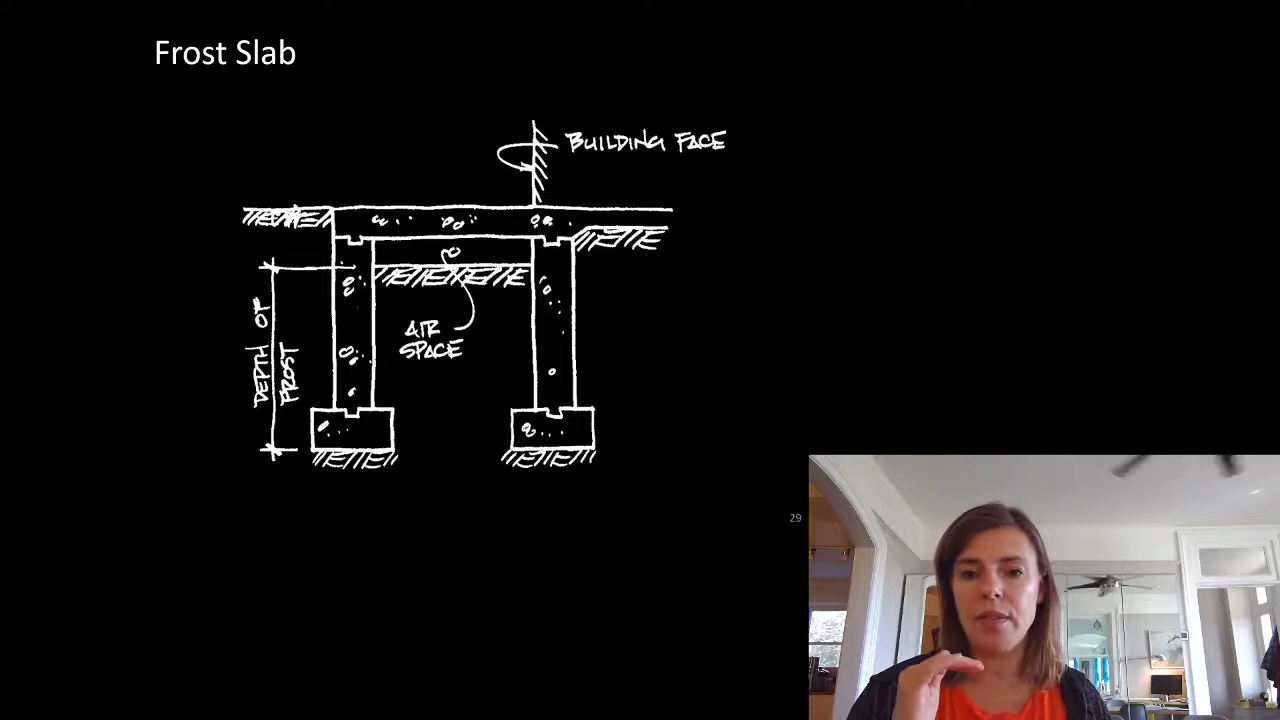 Frost Slab
BUILDING FACE
AIR
SPACE
DEPTH OF
FROST
29